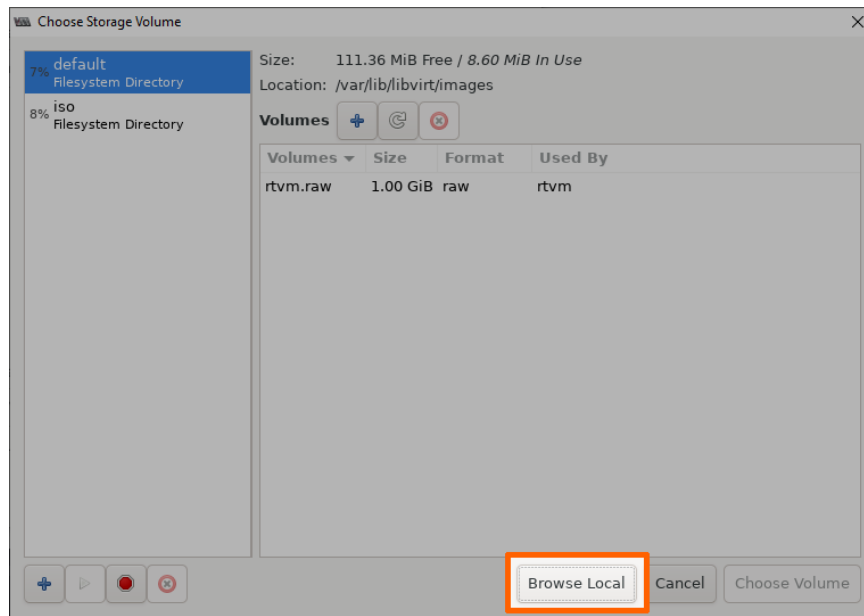 Choose Storage Volume
7% default
Filesystem Directory
8% iso
Filesystem Directory
Size: 111.36 MiB Free / 8.60 MiB In Use
Location: /var/lib/libvirt/images
Volumes
Volumes Size Format Used By
rtvm.raw 1.00 GiB raw rtvm
Browse Local Cancel Choose Volume